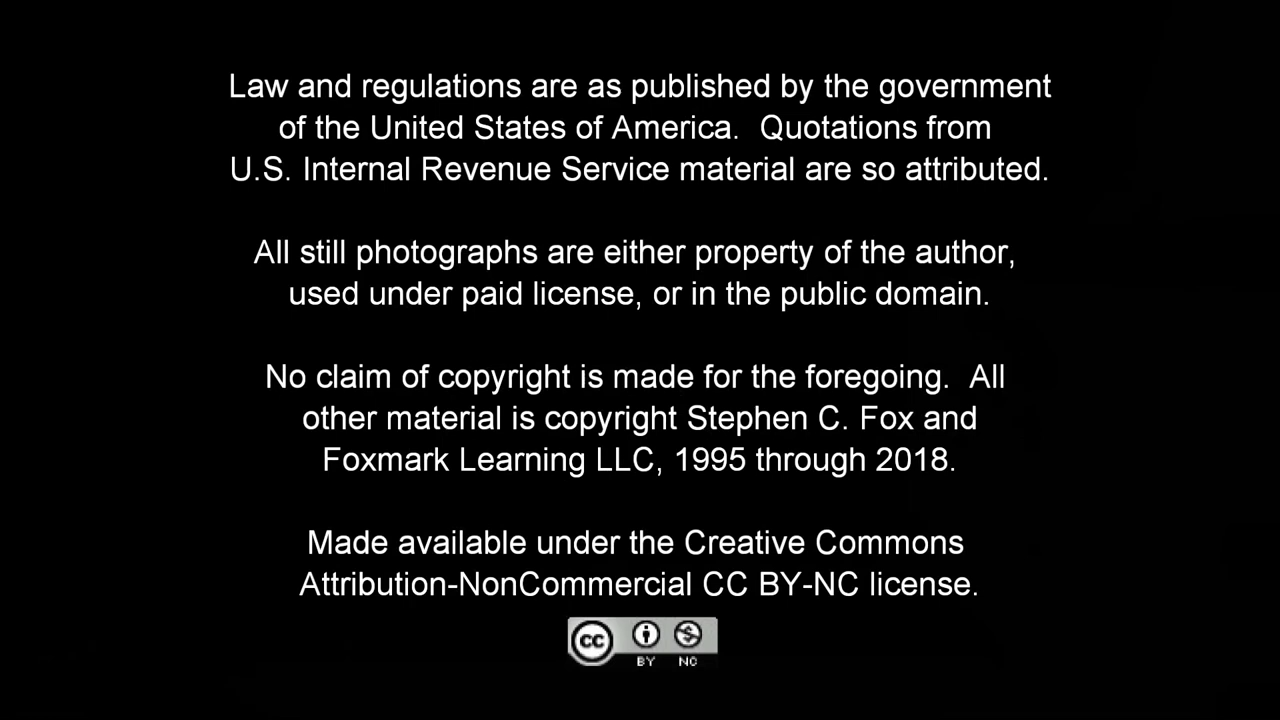 Law and regulations are as published by the government
of the United States of America.  Quotations from
U.S. Internal Revenue Service material are so attributed.
All still photographs are either property of the author,
used under paid license, or in the public domain.
No claim of copyright is made for the foregoing.  All
other material is copyright Stephen C. Fox and
Foxmark Learning LLC, 1995 through 2018.
Made available under the Creative Commons
Attribution-NonCommercial CC BY-NC license.
cc
BY NC